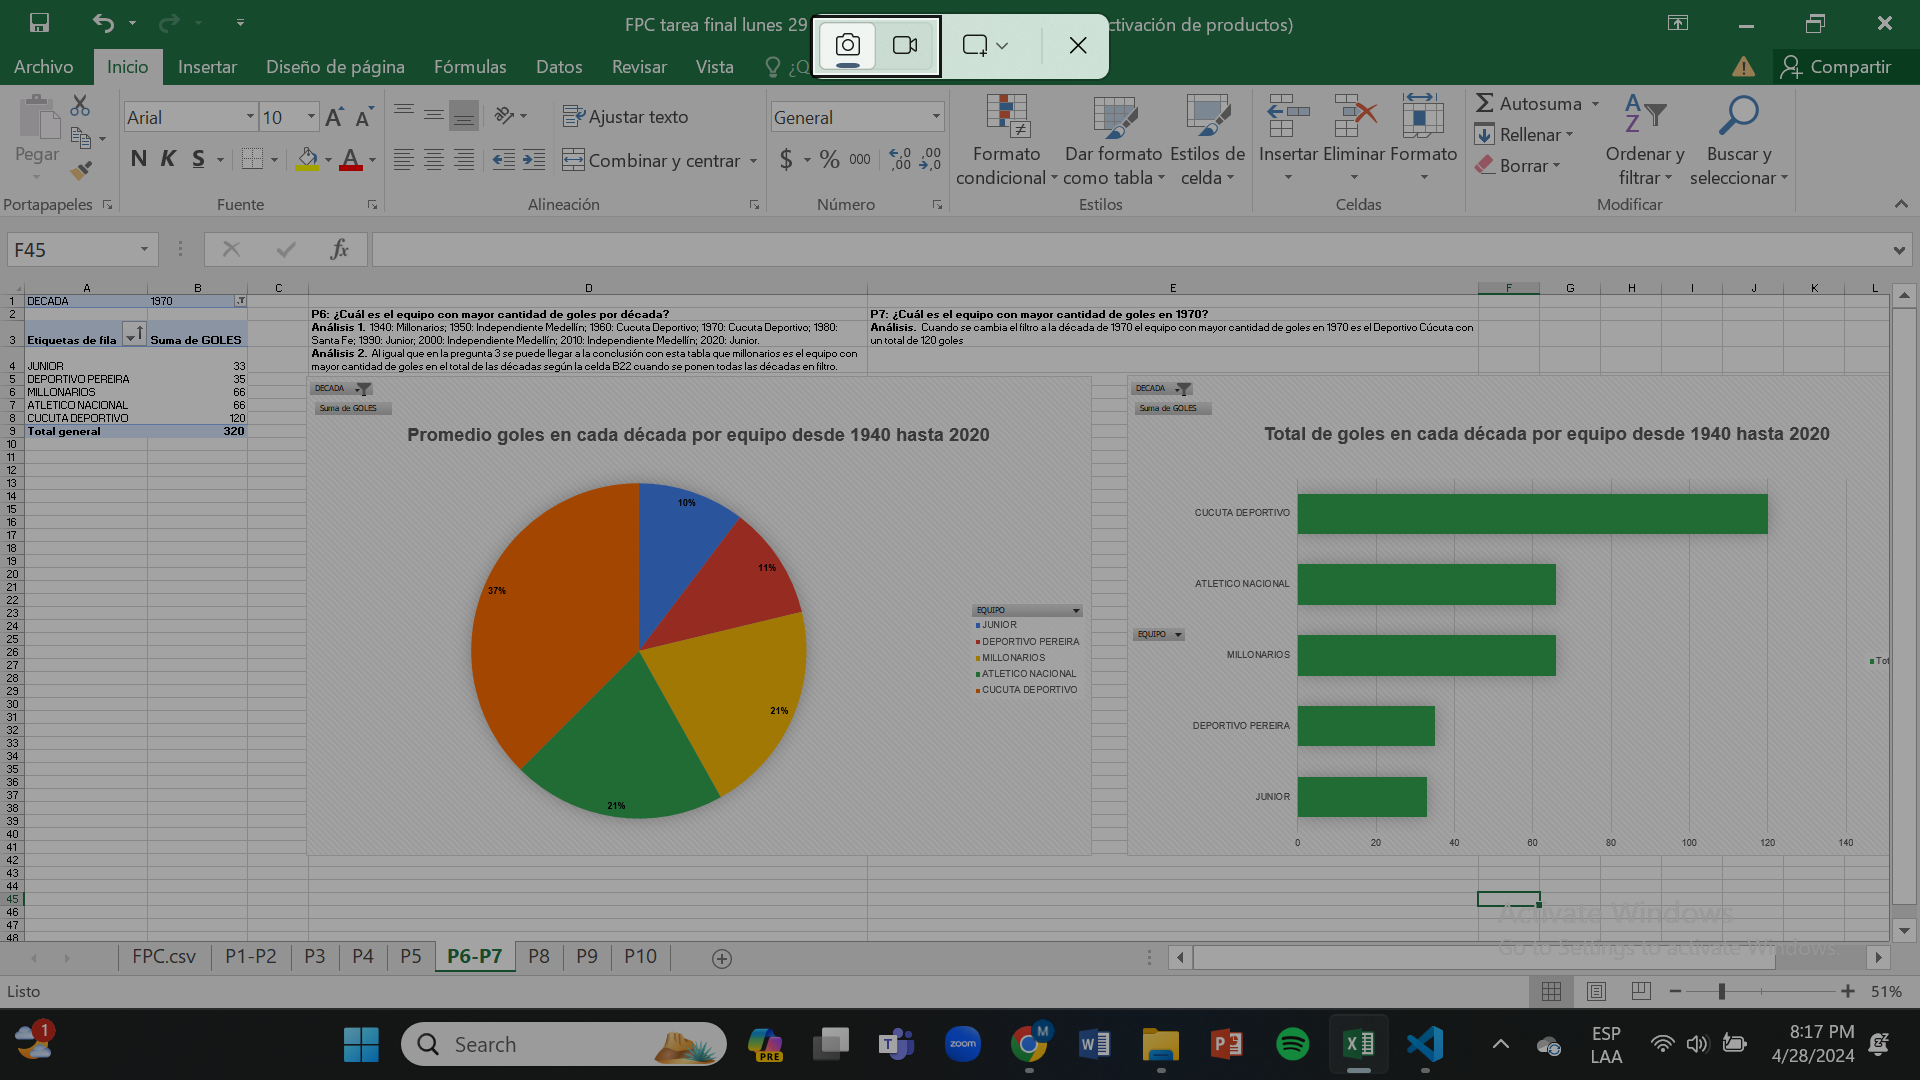 FPC tarea final lunes 29
ctivación de productos)
Archivo
Inicio
Insertar
Diseño de página
Fórmulas
Datos
Revisar
Vista
Compartir
Pegar
Portapapeles
Arial
10
N K S
Fuente
Ajustar texto
Combinar y centrar
Alineación
General
$ % 000
Número
Formato condicional
Dar formato como tabla
Estilos de celda
Estilos
Insertar
Eliminar
Formato
Celdas
Autosuma
Rellenar
Borrar
Ordenar y filtrar
Buscar y seleccionar
Modificar
F45
fx
A B C D E F G H I J K L
DECADA 1970
Etiquetas de fila Suma de GOLES
JUNIOR 33
DEPORTIVO PEREIRA 35
MILLONARIOS 66
ATLETICO NACIONAL 66
CUCUTA DEPORTIVO 120
Total general 320
P6: ¿Cuál es el equipo con mayor cantidad de goles por década?
Análisis 1. 1940: Millonarios; 1950: Independiente Medellín; 1960: Cucuta Deportivo; 1970: Cucuta Deportivo; 1980:
Santa Fe; 1990: Junior; 2000: Independiente Medellín; 2010: Independiente Medellín; 2020: Junior.
Análisis 2. Al igual que en la pregunta 3 se puede llegar a la conclusión con esta tabla que millonarios es el equipo con
mayor cantidad de goles en el total de las décadas según la celda B22 cuando se ponen todas las décadas en filtro.
P7: ¿Cuál es el equipo con mayor cantidad de goles en 1970?
Análisis. Cuando se cambia el filtro a la década de 1970 el equipo con mayor cantidad de goles en 1970 es el Deportivo Cúcuta con
un total de 120 goles
DECADA
Suma de GOLES
Promedio goles en cada década por equipo desde 1940 hasta 2020
10%
11%
37%
21%
21%
EQUIPO
JUNIOR
DEPORTIVO PEREIRA
MILLONARIOS
ATLETICO NACIONAL
CUCUTA DEPORTIVO
DECADA
Suma de GOLES
Total de goles en cada década por equipo desde 1940 hasta 2020
CUCUTA DEPORTIVO
ATLETICO NACIONAL
EQUIPO
MILLONARIOS
Tot
DEPORTIVO PEREIRA
JUNIOR
0 20 40 60 80 100 120 140
Activate Windows
Go to Settings to activate Windows.
FPC.csv P1-P2 P3 P4 P5 P6-P7 P8 P9 P10
Listo
51%
1
Search
PRE
zoom
M
ESP
LAA
8:17 PM
4/28/2024